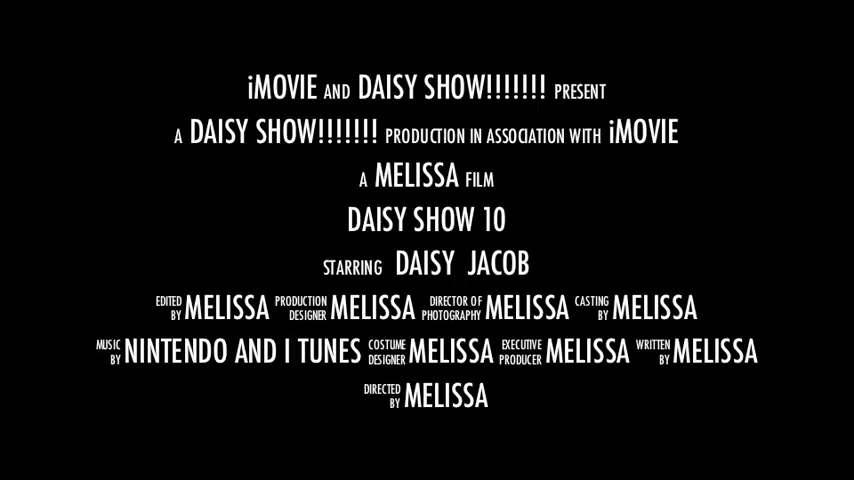 iMOVIE AND DAISY SHOW!!!!!!! PRESENT
A DAISY SHOW!!!!!!! PRODUCTION IN ASSOCIATION WITH iMOVIE
A MELISSA FILM
DAISY SHOW 10
STARRING DAISY JACOB
EDITED BY MELISSA PRODUCTION DESIGNER MELISSA DIRECTOR OF PHOTOGRAPHY MELISSA CASTING BY MELISSA
MUSIC BY NINTENDO AND I TUNES COSTUME DESIGNER MELISSA EXECUTIVE PRODUCER MELISSA WRITTEN BY MELISSA
DIRECTED BY MELISSA